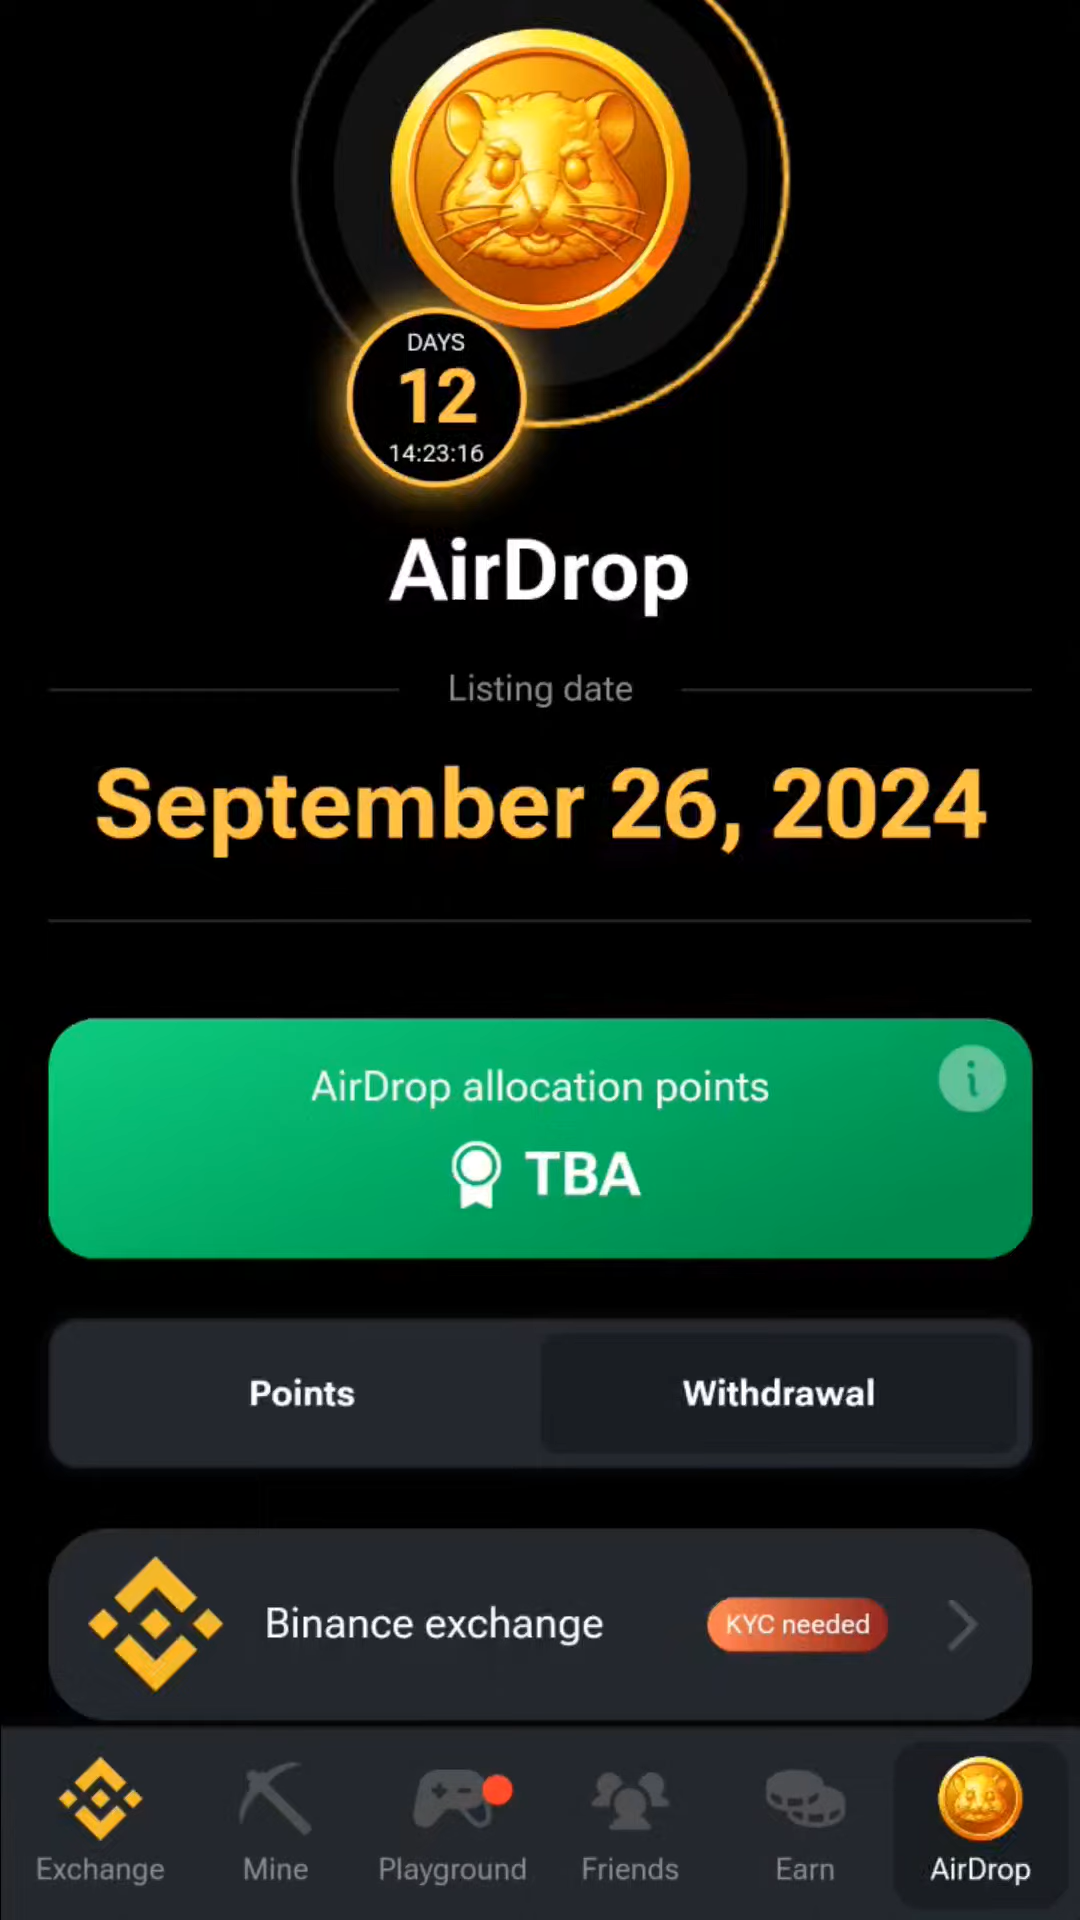 DAYS
12
14:23:16
AirDrop
Listing date
September 26, 2024
AirDrop allocation points
i
TBA
Points
Withdrawal
Binance exchange
KYC needed
Exchange
Mine
Playground
Friends
Earn
AirDrop